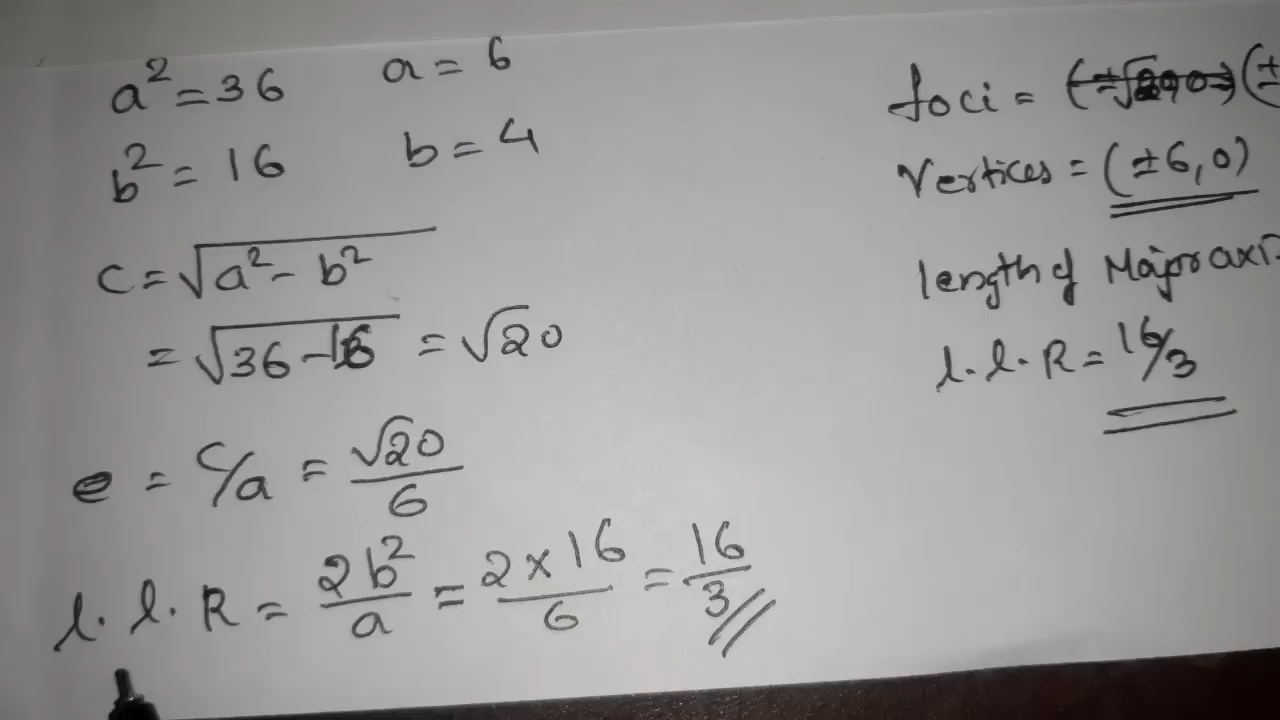 a² = 36 a = 6
b² = 16 b = 4
c = √a² - b²
= √36 - 16 = √20
e = c/a = √20/6
l. l. R = 2b²/a = 2 × 16/6 = 16/3
foci = (±
Vertices = (±6, 0)
length of Major axi
l. l. R = 16/3